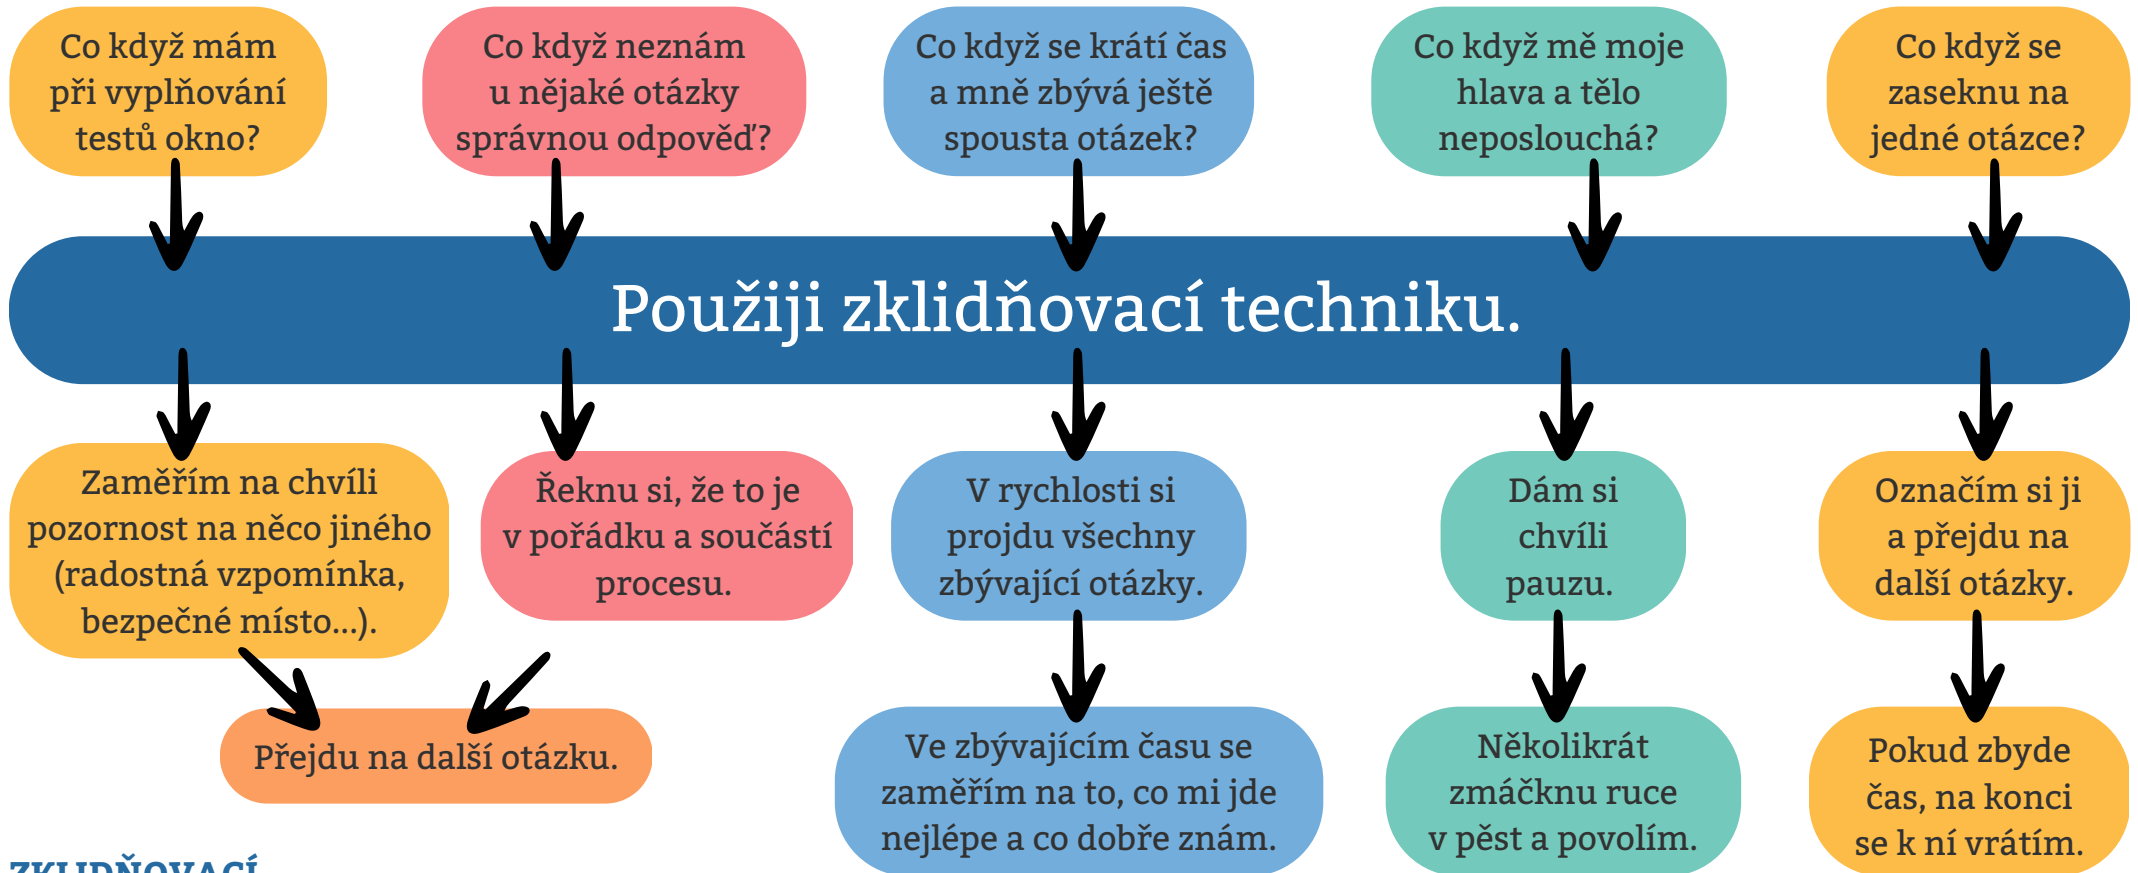 Co když mám
při vyplňování
testů okno?
Co když neznám
u nějaké otázky
správnou odpověď?
Co když se krátí čas
a mně zbývá ještě
spousta otázek?
Co když mě moje
hlava a tělo
neposlouchá?
Co když se
zaseknu na
jedné otázce?
Použiji zklidňovací techniku.
Zaměřím na chvíli
pozornost na něco jiného
(radostná vzpomínka,
bezpečné místo...).
Řeknu si, že to je
v pořádku a součástí
procesu.
V rychlosti si
projdu všechny
zbývající otázky.
Dám si
chvíli
pauzu.
Označím si ji
a přejdu na
další otázky.
Přejdu na další otázku.
Ve zbývajícím času se
zaměřím na to, co mi jde
nejlépe a co dobře znám.
Několikrát
zmáčknu ruce
v pěst a povolím.
Pokud zbyde
čas, na konci
se k ní vrátím.
ZKLIDŇOVACÍ